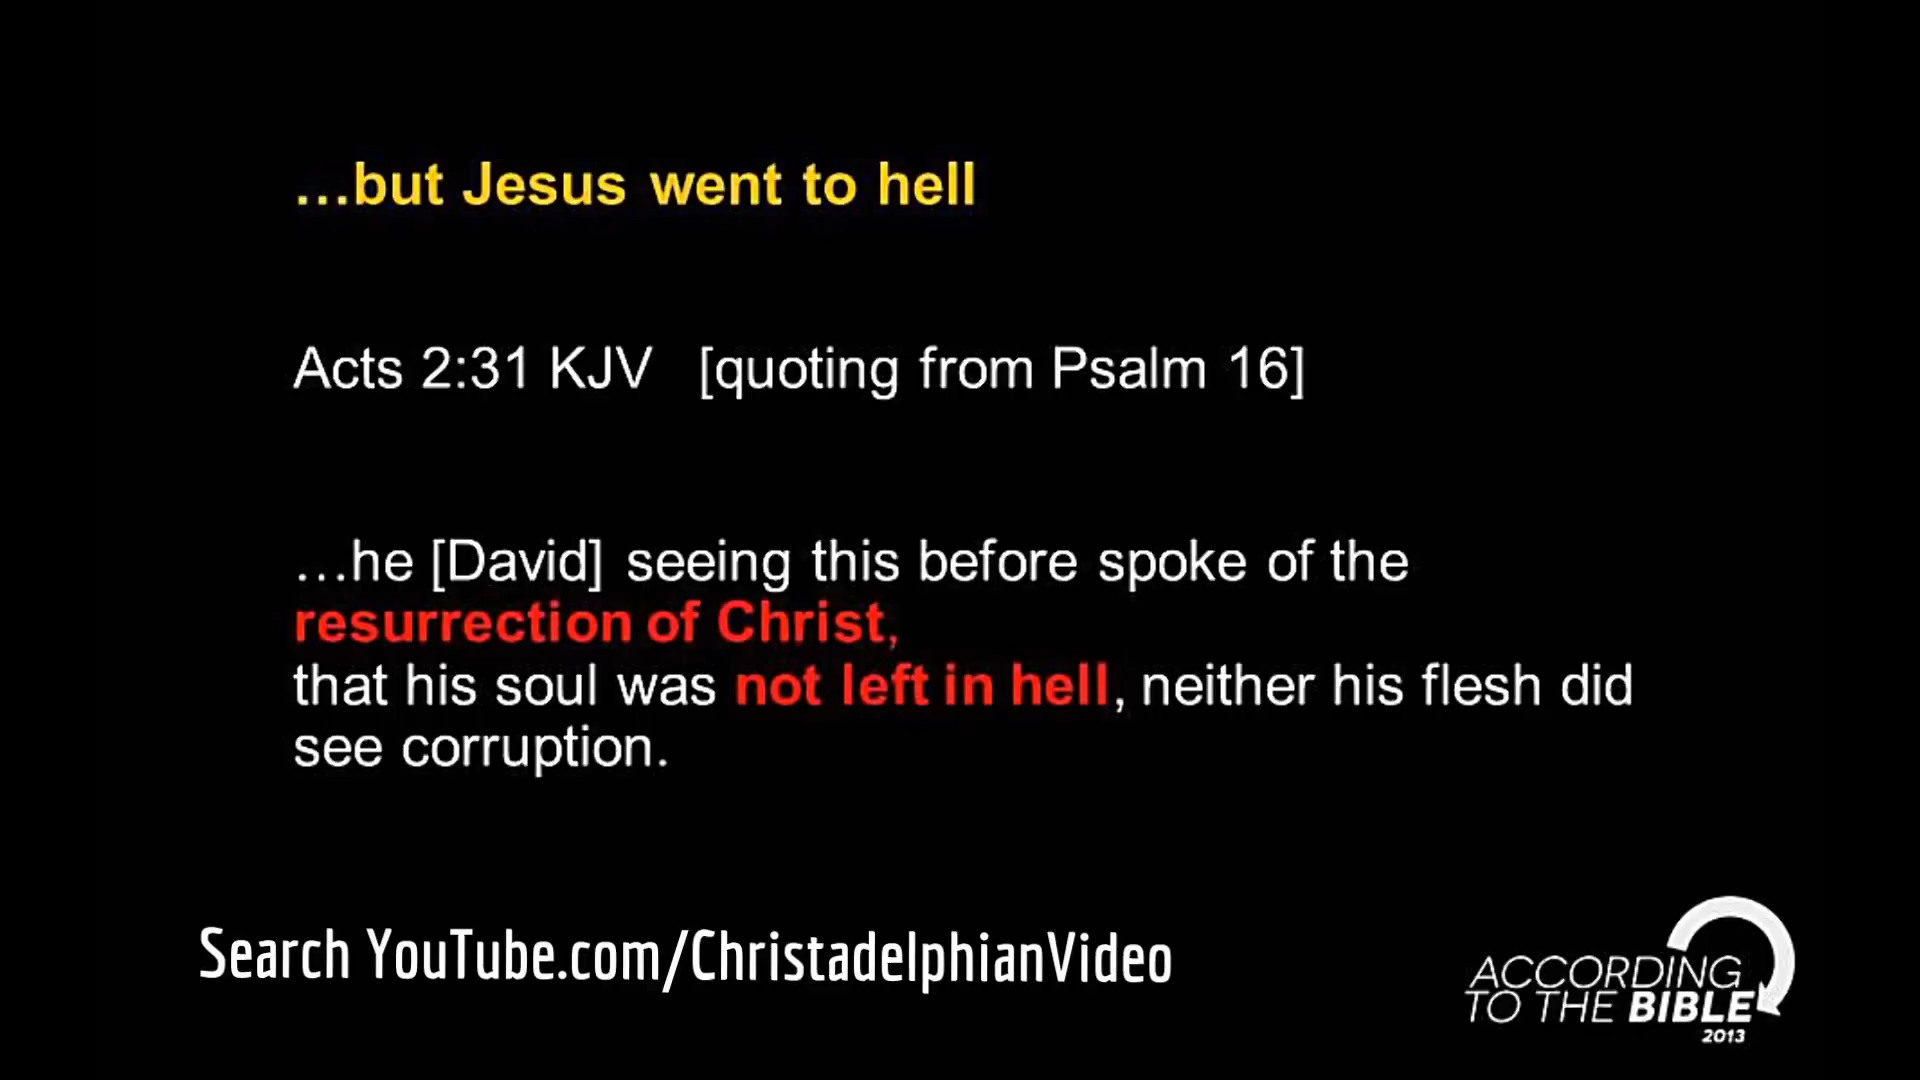 …but Jesus went to hell
Acts 2:31 KJV [quoting from Psalm 16]
…he [David] seeing this before spoke of the
resurrection of Christ,
that his soul was not left in hell, neither his flesh did
see corruption.
Search YouTube.com/ChristadelphianVideo
ACCORDING
TO THE BIBLE
2013